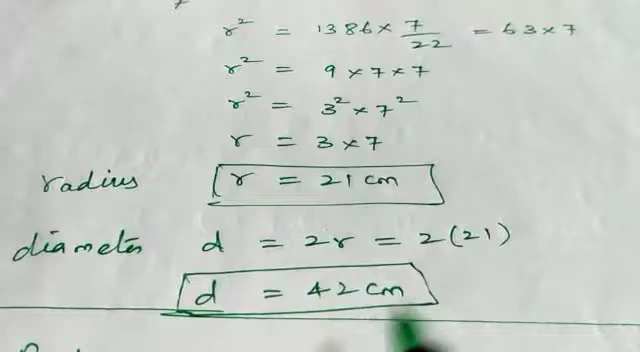 r² = 1386 × 7/22 = 63 × 7
r² = 9 × 7 × 7
r² = 3² × 7²
r = 3 × 7
radius r = 21 cm
diameter d = 2r = 2(21)
d = 42 cm